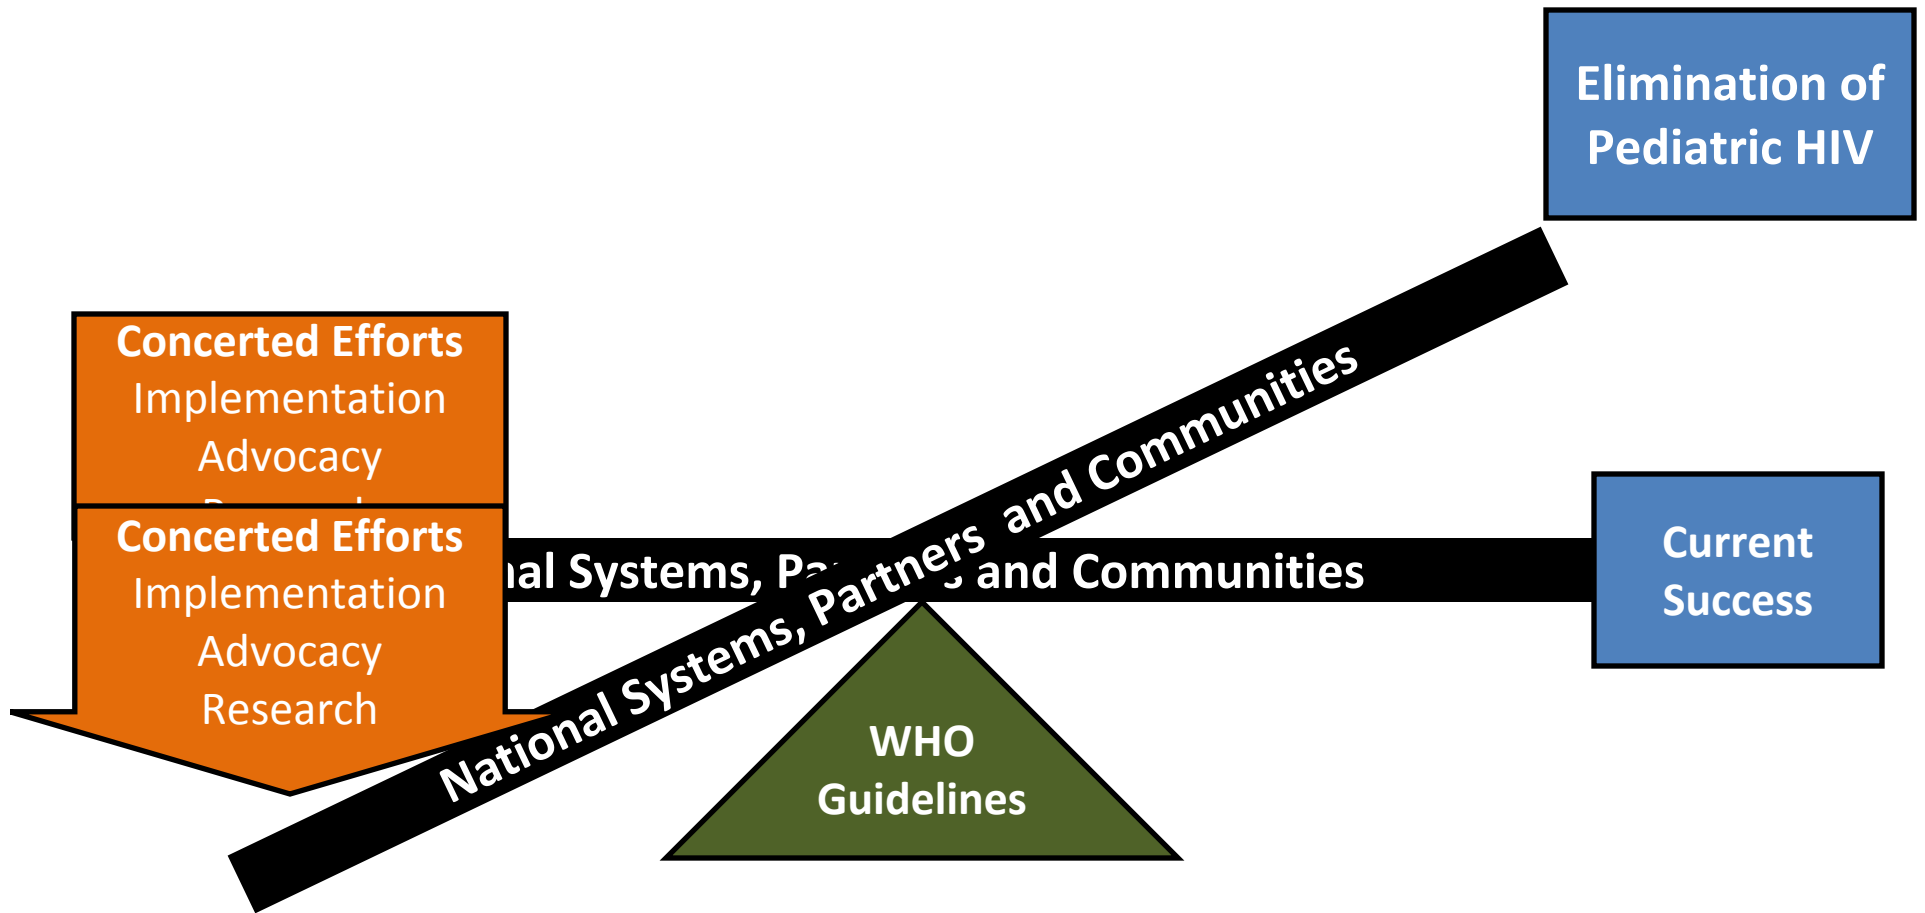 Elimination of
Pediatric HIV
Concerted Efforts
Implementation
Advocacy
Concerted Efforts
Implementation
Advocacy
Research
National Systems, Partners and Communities
Systems, and Communities
Current
Success
WHO
Guidelines